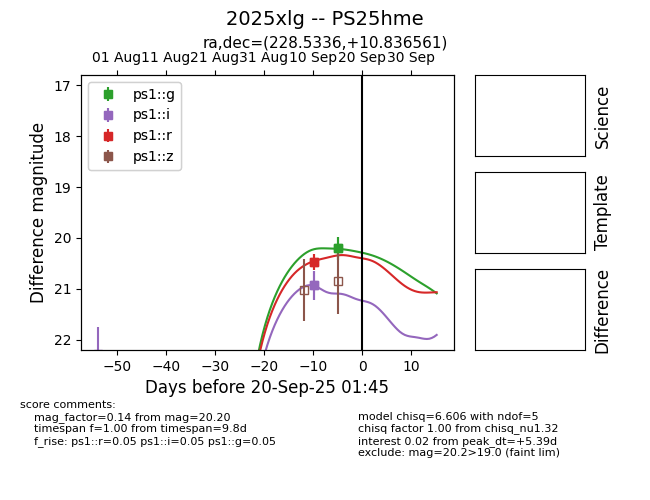 2025xlg -- PS25hme
ra,dec=(228.5336,+10.836561)
01 Aug 11 Aug 21 Aug 31 Aug 10 Sep 20 Sep 30 Sep
17
18
19
20
21
22
Difference magnitude
ps1::g
ps1::i
ps1::r
ps1::z
−50 −40 −30 −20 −10 0 10
Days before 20-Sep-25 01:45
Science
Template
Difference
score comments:
mag_factor=0.14 from mag=20.20
timespan f=1.00 from timespan=9.8d
f_rise: ps1::r=0.05 ps1::i=0.05 ps1::g=0.05
model chisq=6.606 with ndof=5
chisq factor 1.00 from chisq_nu1.32
interest 0.02 from peak_dt=+5.39d
exclude: mag=20.2>19.0 (faint lim)